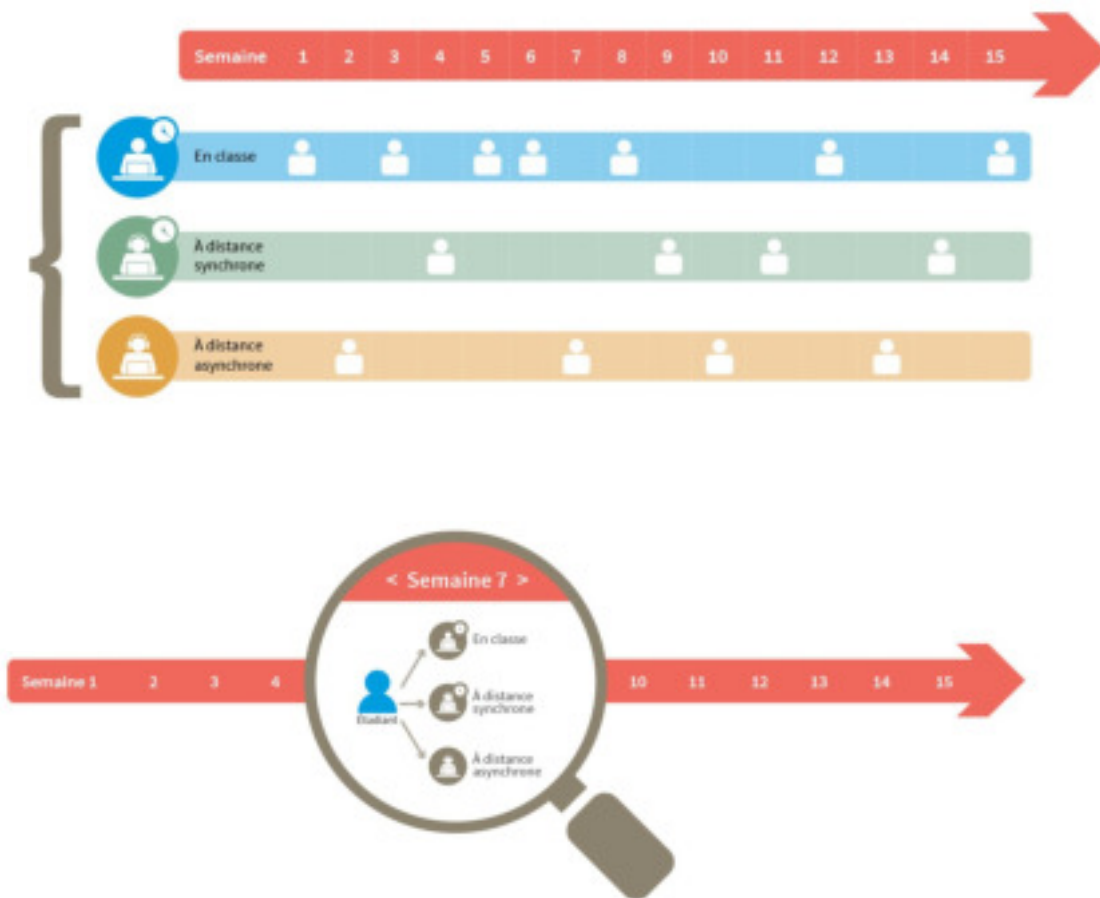 Semaine 1 2 3 4 5 6 7 8 9 10 11 12 13 14 15
En classe
À distance
synchrone
À distance
asynchrone
< Semaine 7 >
En classe
Semaine 1 2 3 4 10 11 12 13 14 15
À distance
synchrone
Étudiant
À distance
asynchrone